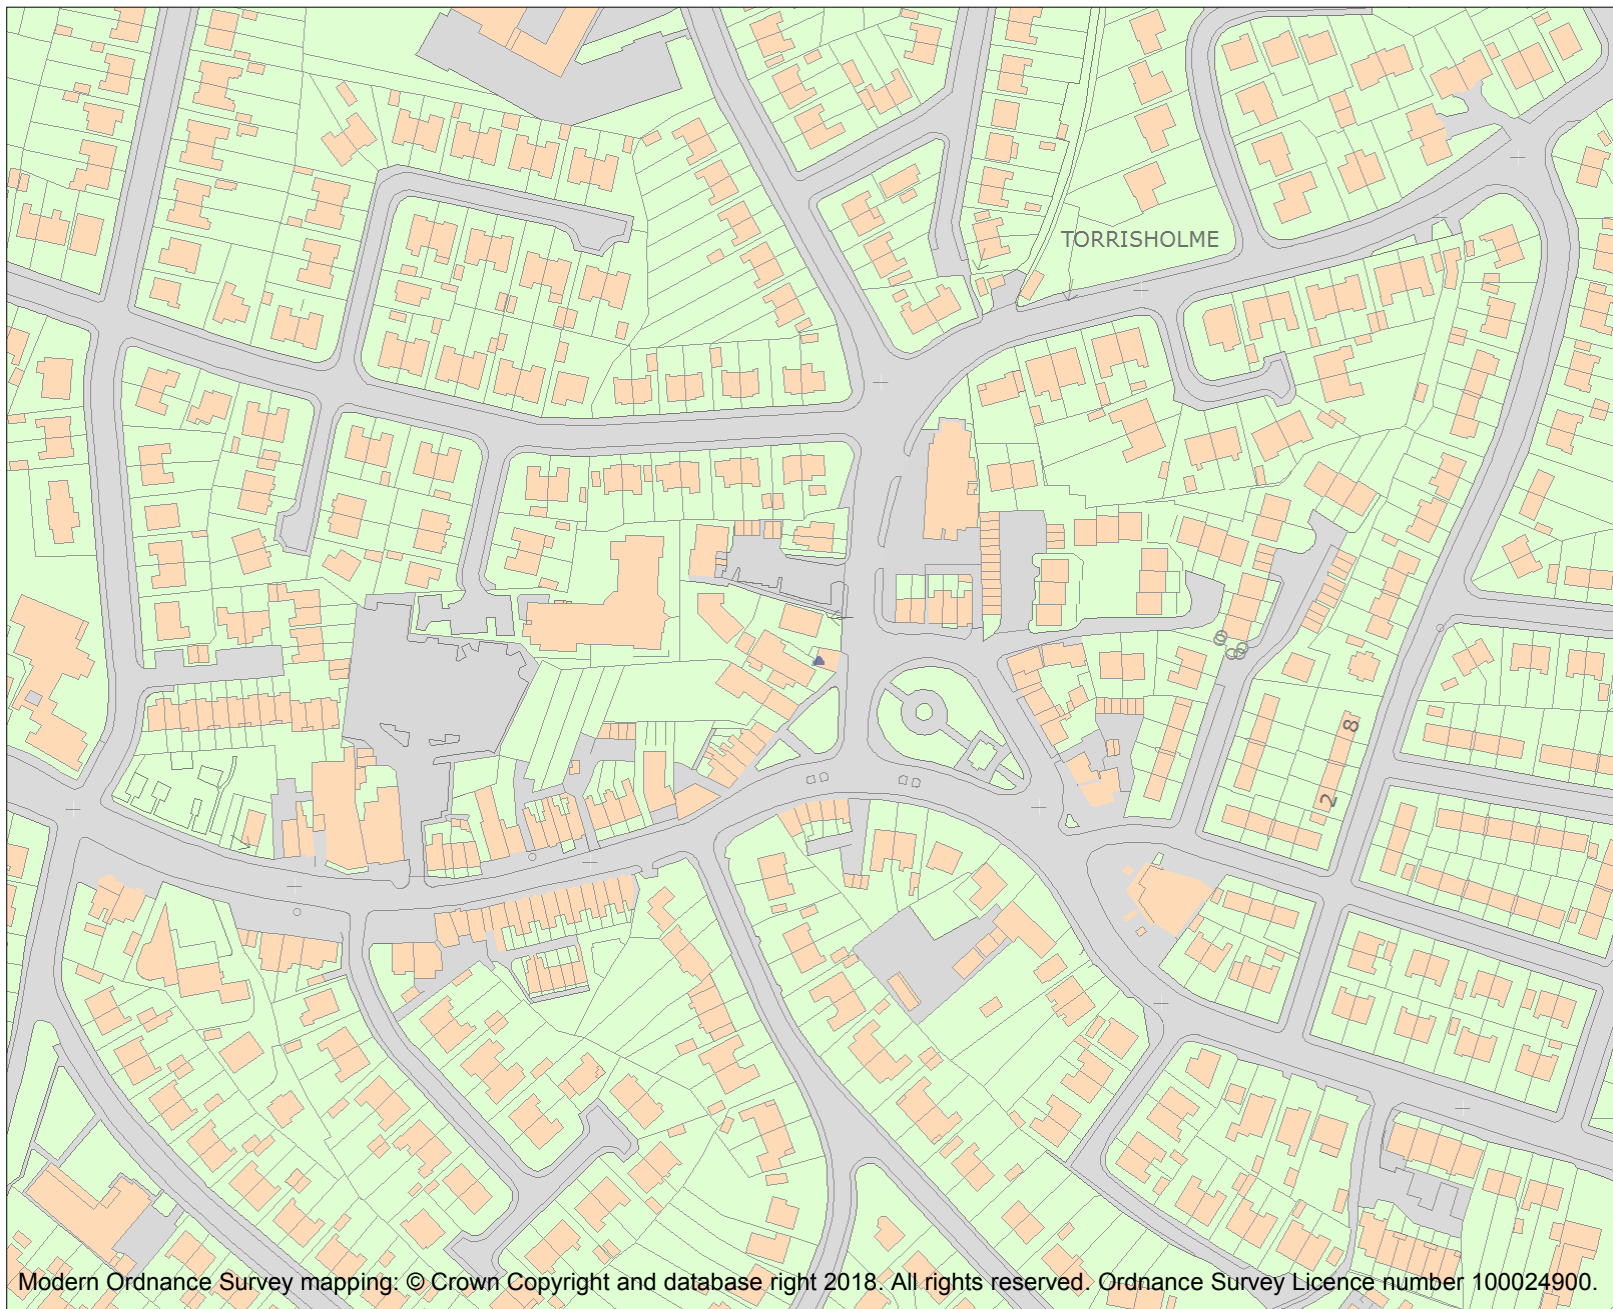 TORRISHOLME
8
2
Modern Ordnance Survey mapping: © Crown Copyright and database right 2018. All rights reserved. Ordnance Survey Licence number 100024900.